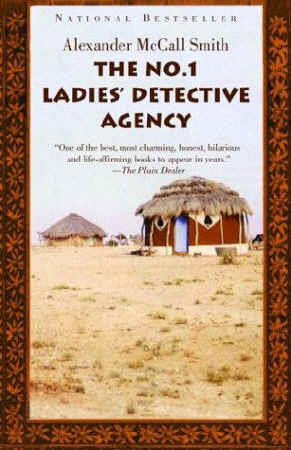 NATIONAL BESTSELLER
Alexander McCall Smith
THE NO.1
LADIES' DETECTIVE
AGENCY
“One of the best, most charming, honest, hilarious
and life-affirming books to appear in years.”
—The Plain Dealer